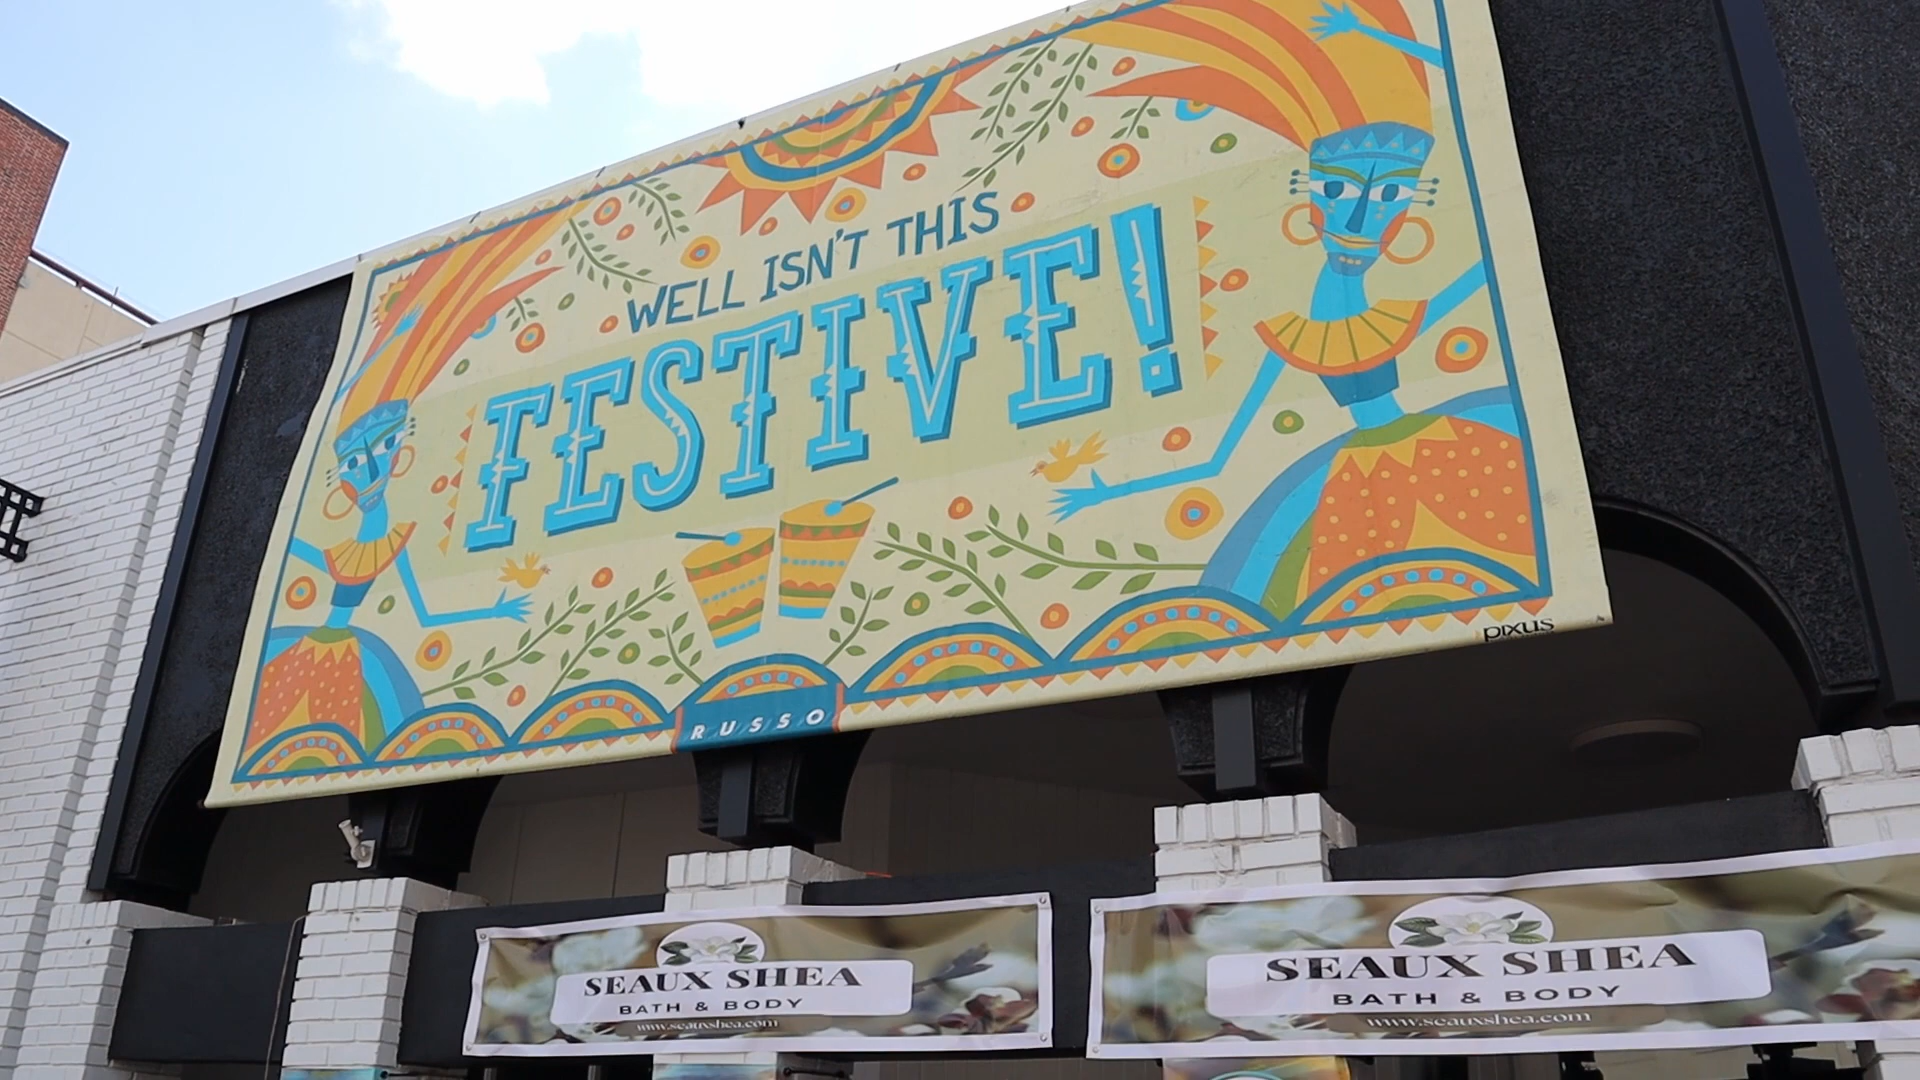 WELL ISN'T THIS
FESTIVE!
RUSSO
pixus
SEAUX SHEA
BATH & BODY
www.seauxshea.com
SEAUX SHEA
BATH & BODY
www.seauxshea.com